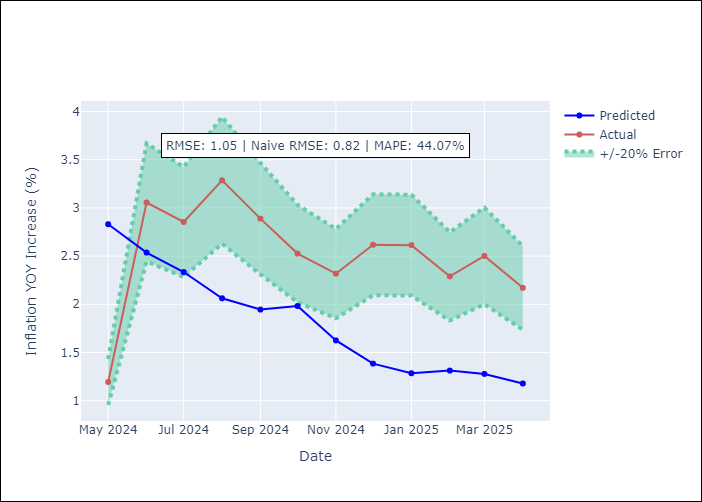 4
3.5
3
2.5
2
1.5
1
Inflation YOY Increase (%)
RMSE: 1.05 | Naive RMSE: 0.82 | MAPE: 44.07%
Predicted
Actual
+/-20% Error
May 2024 Jul 2024 Sep 2024 Nov 2024 Jan 2025 Mar 2025
Date